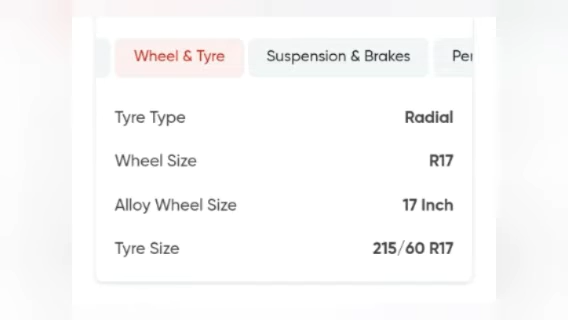 Wheel & Tyre Suspension & Brakes Per
Tyre Type Radial
Wheel Size R17
Alloy Wheel Size 17 Inch
Tyre Size 215/60 R17